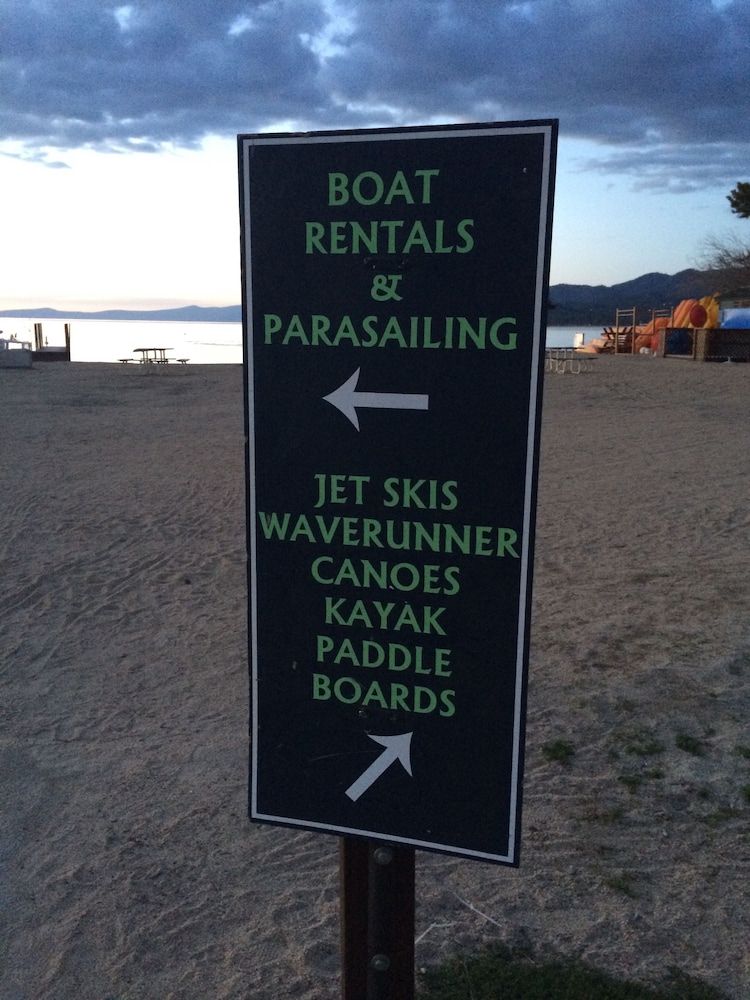 BOAT
RENTALS
&
PARASAILING
JET SKIS
WAVERUNNER
CANOES
KAYAK
PADDLE
BOARDS